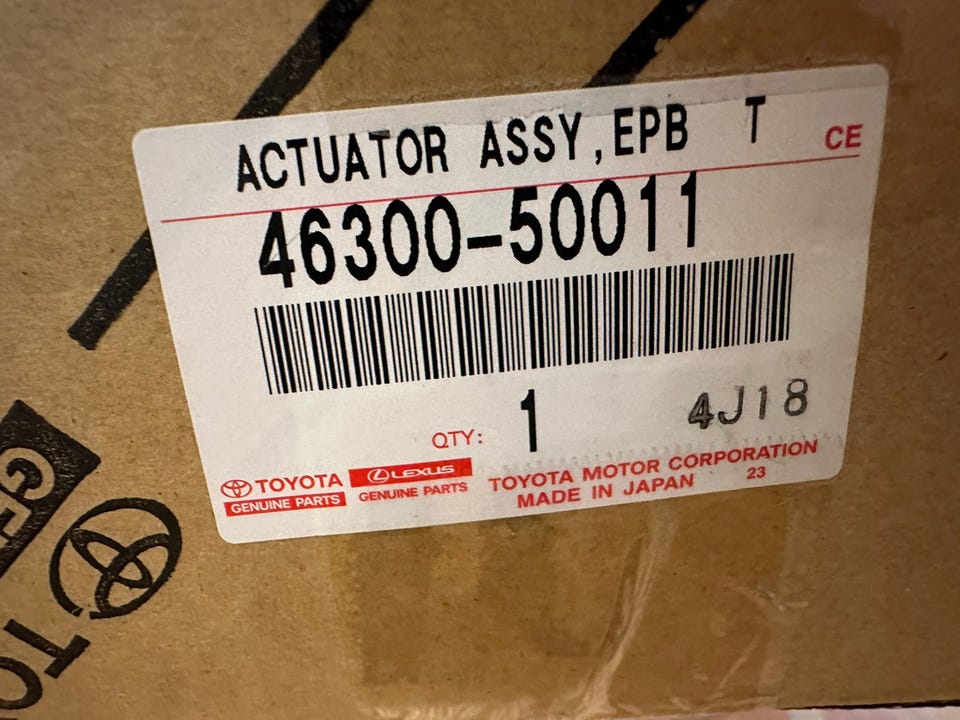 ACTUATOR ASSY,EPB T
CE
46300-50011
QTY: 1 4J18
TOYOTA
GENUINE PARTS
LEXUS
GENUINE PARTS
TOYOTA MOTOR CORPORATION
MADE IN JAPAN 23
TO